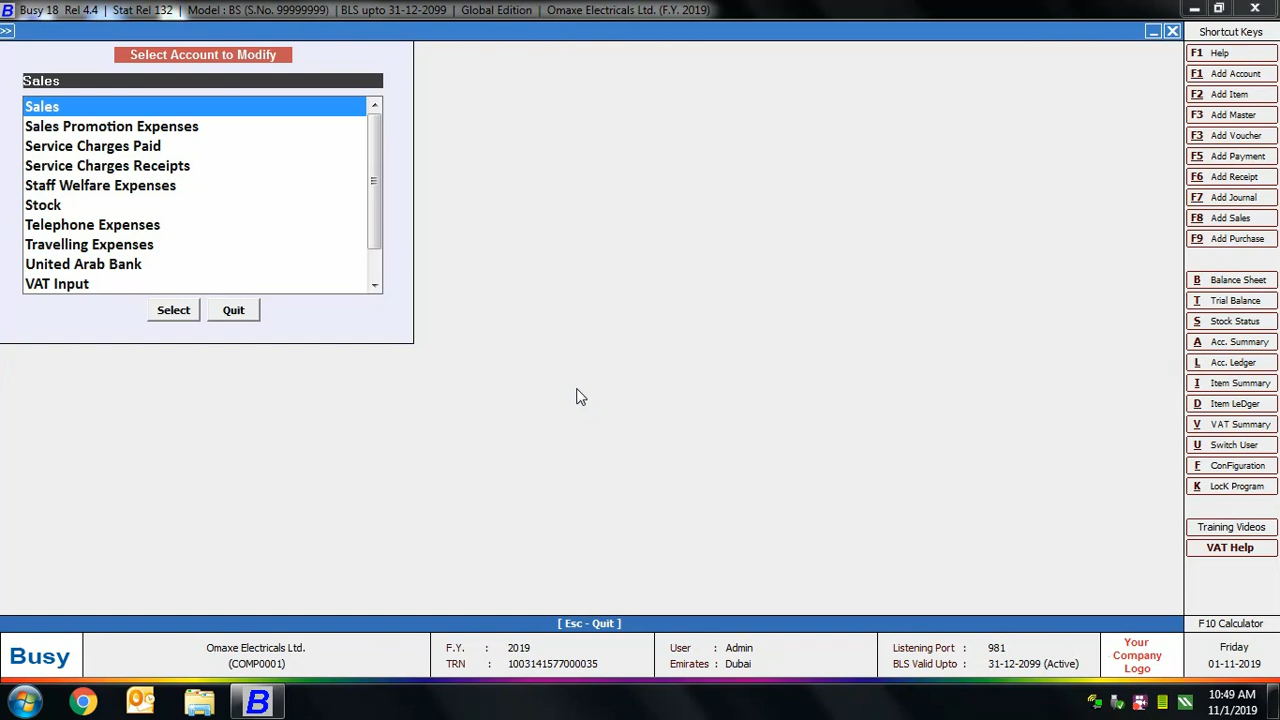 Busy 18 Rel 4.4 | Stat Rel 132 | Model : BS (S.No. 99999999) | BLS upto 31-12-2099 | Global Edition | Omaxe Electricals Ltd. (F.Y. 2019)
>>
Shortcut Keys
Select Account to Modify
Sales
Sales
Sales Promotion Expenses
Service Charges Paid
Service Charges Receipts
Staff Welfare Expenses
Stock
Telephone Expenses
Travelling Expenses
United Arab Bank
VAT Input
Select Quit
F1 Help
F1 Add Account
F2 Add Item
F3 Add Master
F3 Add Voucher
F5 Add Payment
F6 Add Receipt
F7 Add Journal
F8 Add Sales
F9 Add Purchase
B Balance Sheet
T Trial Balance
S Stock Status
A Acc. Summary
L Acc. Ledger
I Item Summary
D Item LeDger
V VAT Summary
U Switch User
F ConFiguration
K LocK Program
Training Videos
VAT Help
[ Esc - Quit ]
F10 Calculator
Busy
Omaxe Electricals Ltd.
(COMP0001)
F.Y. : 2019
TRN : 1003141577000035
User : Admin
Emirates : Dubai
Listening Port : 981
BLS Valid Upto : 31-12-2099 (Active)
Your
Company
Logo
Friday
01-11-2019
10:49 AM
11/1/2019